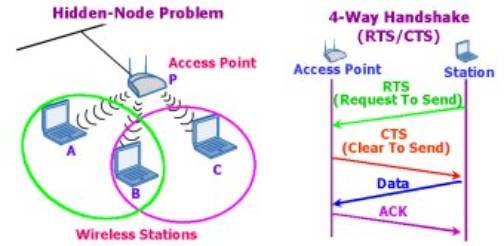 Hidden-Node Problem
Access Point
P
A
B
C
Wireless Stations
4-Way Handshake
(RTS/CTS)
Access Point
Station
RTS
(Request To Send)
CTS
(Clear To Send)
Data
ACK